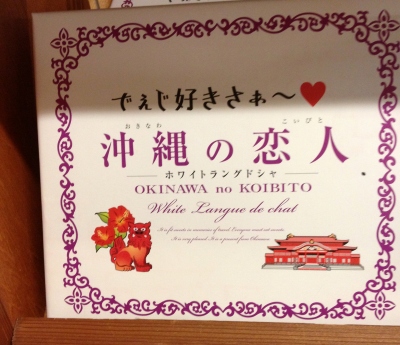 でぇじ好きさぁ～♥
おきなわ こいびと
沖縄の恋人
ホワイトラングドシャ
OKINAWA no KOIBITO
White Langue de chat